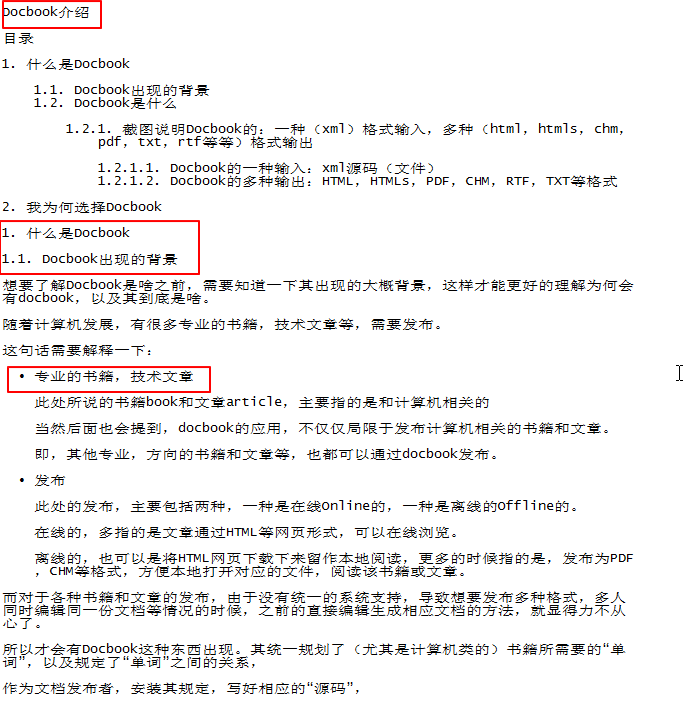 Docbook介绍
目录
1. 什么是Docbook
1.1. Docbook出现的背景
1.2. Docbook是什么
1.2.1. 截图说明Docbook的: 一种（xml）格式输入, 多种（html, htmls, chm,
pdf, txt, rtf等等）格式输出
1.2.1.1. Docbook的一种输入: xml源码（文件）
1.2.1.2. Docbook的多种输出: HTML, HTMLs, PDF, CHM, RTF, TXT等格式
2. 我为何选择Docbook
1. 什么是Docbook
1.1. Docbook出现的背景
想要了解Docbook是啥之前, 需要知道一下其出现的大概背景, 这样才能更好的理解为何会
有docbook, 以及其到底是啥。
随着计算机发展, 有很多专业的书籍, 技术文章等, 需要发布。
这句话需要解释一下:
• 专业的书籍, 技术文章
此处所说的书籍book和文章article, 主要指的是和计算机相关的
当然后面也会提到, docbook的应用, 不仅仅局限于发布计算机相关的书籍和文章。
即, 其他专业, 方向的书籍和文章等, 也都可以通过docbook发布。
• 发布
此处的发布, 主要包括两种, 一种是在线Online的, 一种是离线的Offline的。
在线的, 多指的是文章通过HTML等网页形式, 可以在线浏览。
离线的, 也可以是将HTML网页下载下来留作本地阅读, 更多的时候指的是, 发布为PDF
, CHM等格式, 方便本地打开对应的文件, 阅读该书籍或文章。
而对于各种书籍和文章的发布, 由于没有统一的系统支持, 导致想要发布多种格式, 多人
同时编辑同一份文档等情况的时候, 之前的直接编辑生成相应文档的方法, 就显得力不从
心了。
所以才会有Docbook这种东西出现。其统一规划了（尤其是计算机类的）书籍所需要的“单
词”, 以及规定了“单词”之间的关系,
作为文档发布者, 安装其规定, 写好相应的“源码”,